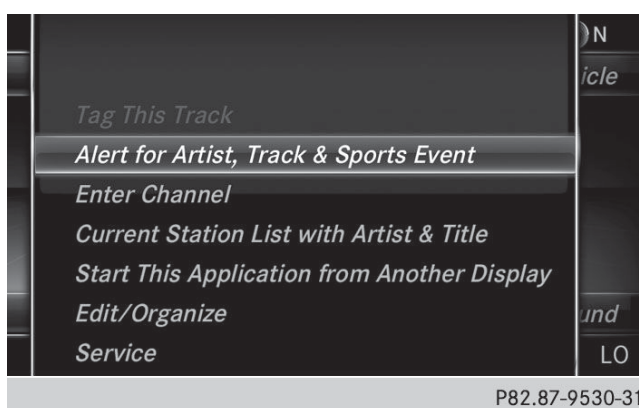 N
icle
Tag This Track
Alert for Artist, Track & Sports Event
Enter Channel
Current Station List with Artist & Title
Start This Application from Another Display
Edit/Organize
und
Service
LO
P82.87-9530-31